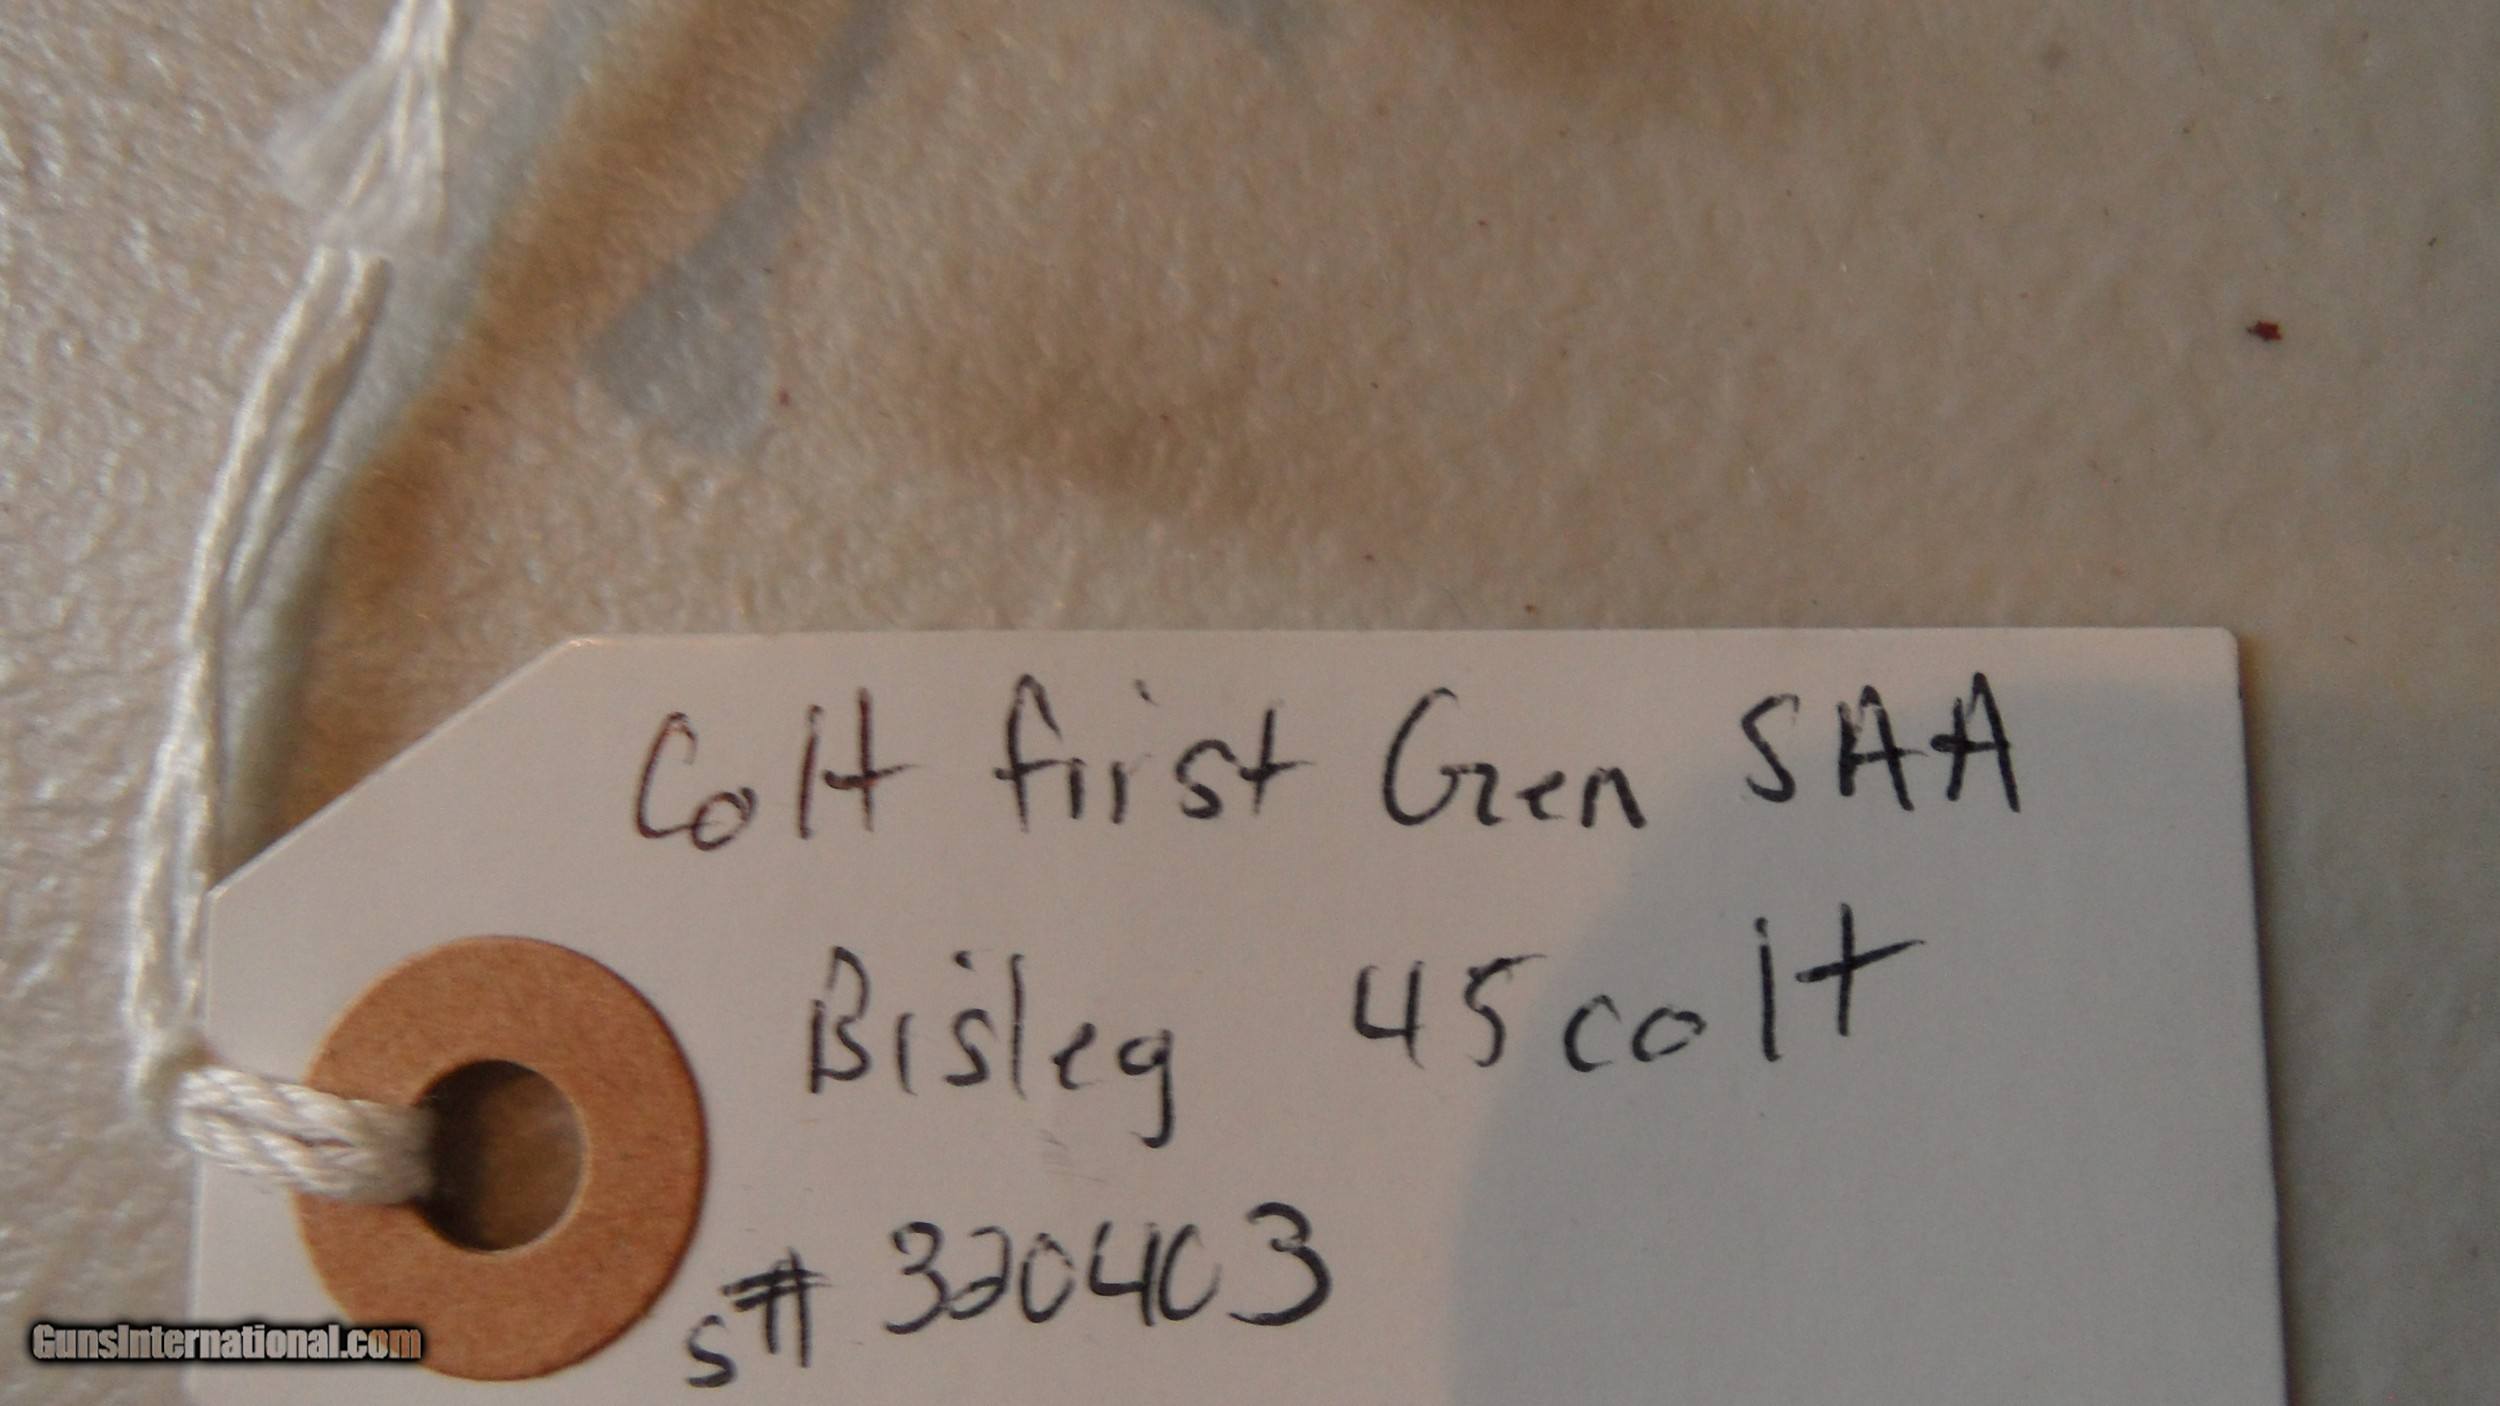 Colt first Gen SAA
Bisley 45 colt
s# 320403
GunsInternational.com